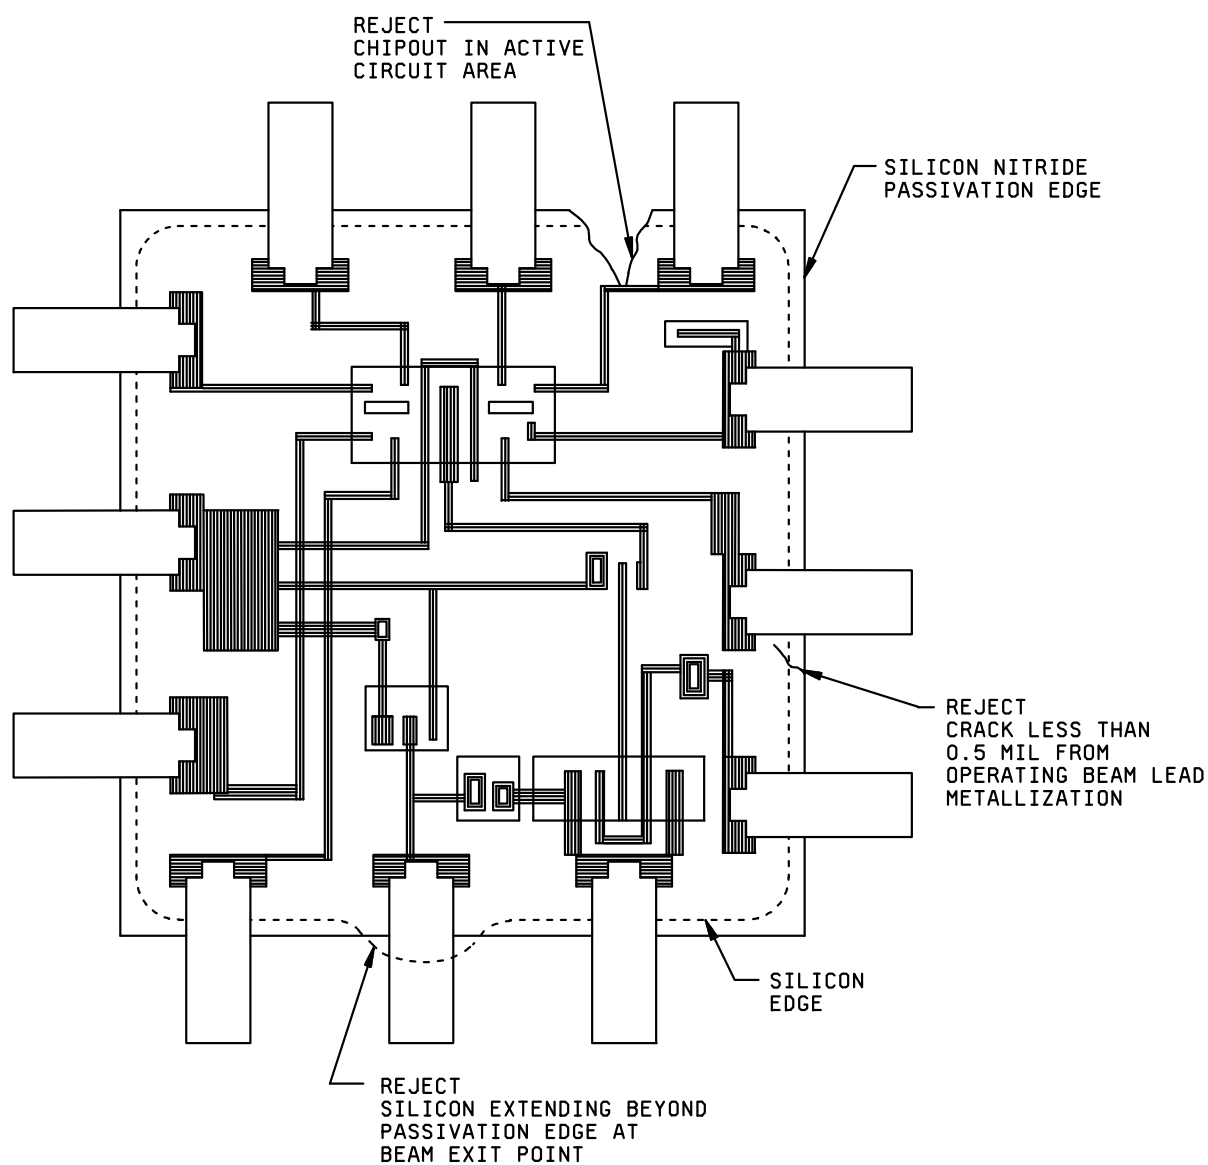 REJECT
CHIPOUT IN ACTIVE
CIRCUIT AREA
SILICON NITRIDE
PASSIVATION EDGE
REJECT
CRACK LESS THAN
0.5 MIL FROM
OPERATING BEAM LEAD
METALLIZATION
SILICON
EDGE
REJECT
SILICON EXTENDING BEYOND
PASSIVATION EDGE AT
BEAM EXIT POINT